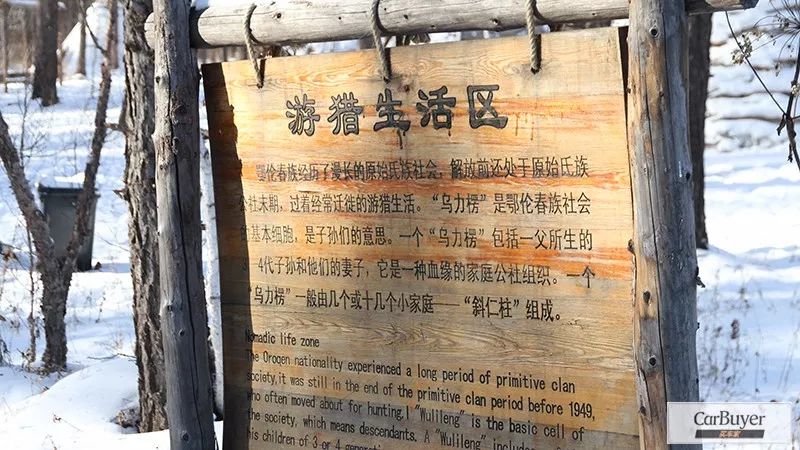 游猎生活区
鄂伦春族经历了漫长的原始氏族社会，解放前还处于原始氏族
公社末期，过着经常迁徙的游猎生活。“乌力楞”是鄂伦春族社会
的基本细胞，是子孙们的意思。一个“乌力楞”包括一父所生的
3 4代子孙和他们的妻子，它是一种血缘的家庭公社组织。一个
“乌力楞”一般由几个或十几个小家庭——“斜仁柱”组成。
Nomadic life zone
The Oroqen nationality experienced a long period of primitive clan
society,it was still in the end of the primitive clan period before 1949,
who often moved about for hunting.l "Wulileng" is the basic cell of
the society, which means descendants. A "Wulileng"
his children of 3 or 4
CarBuyer
买车家